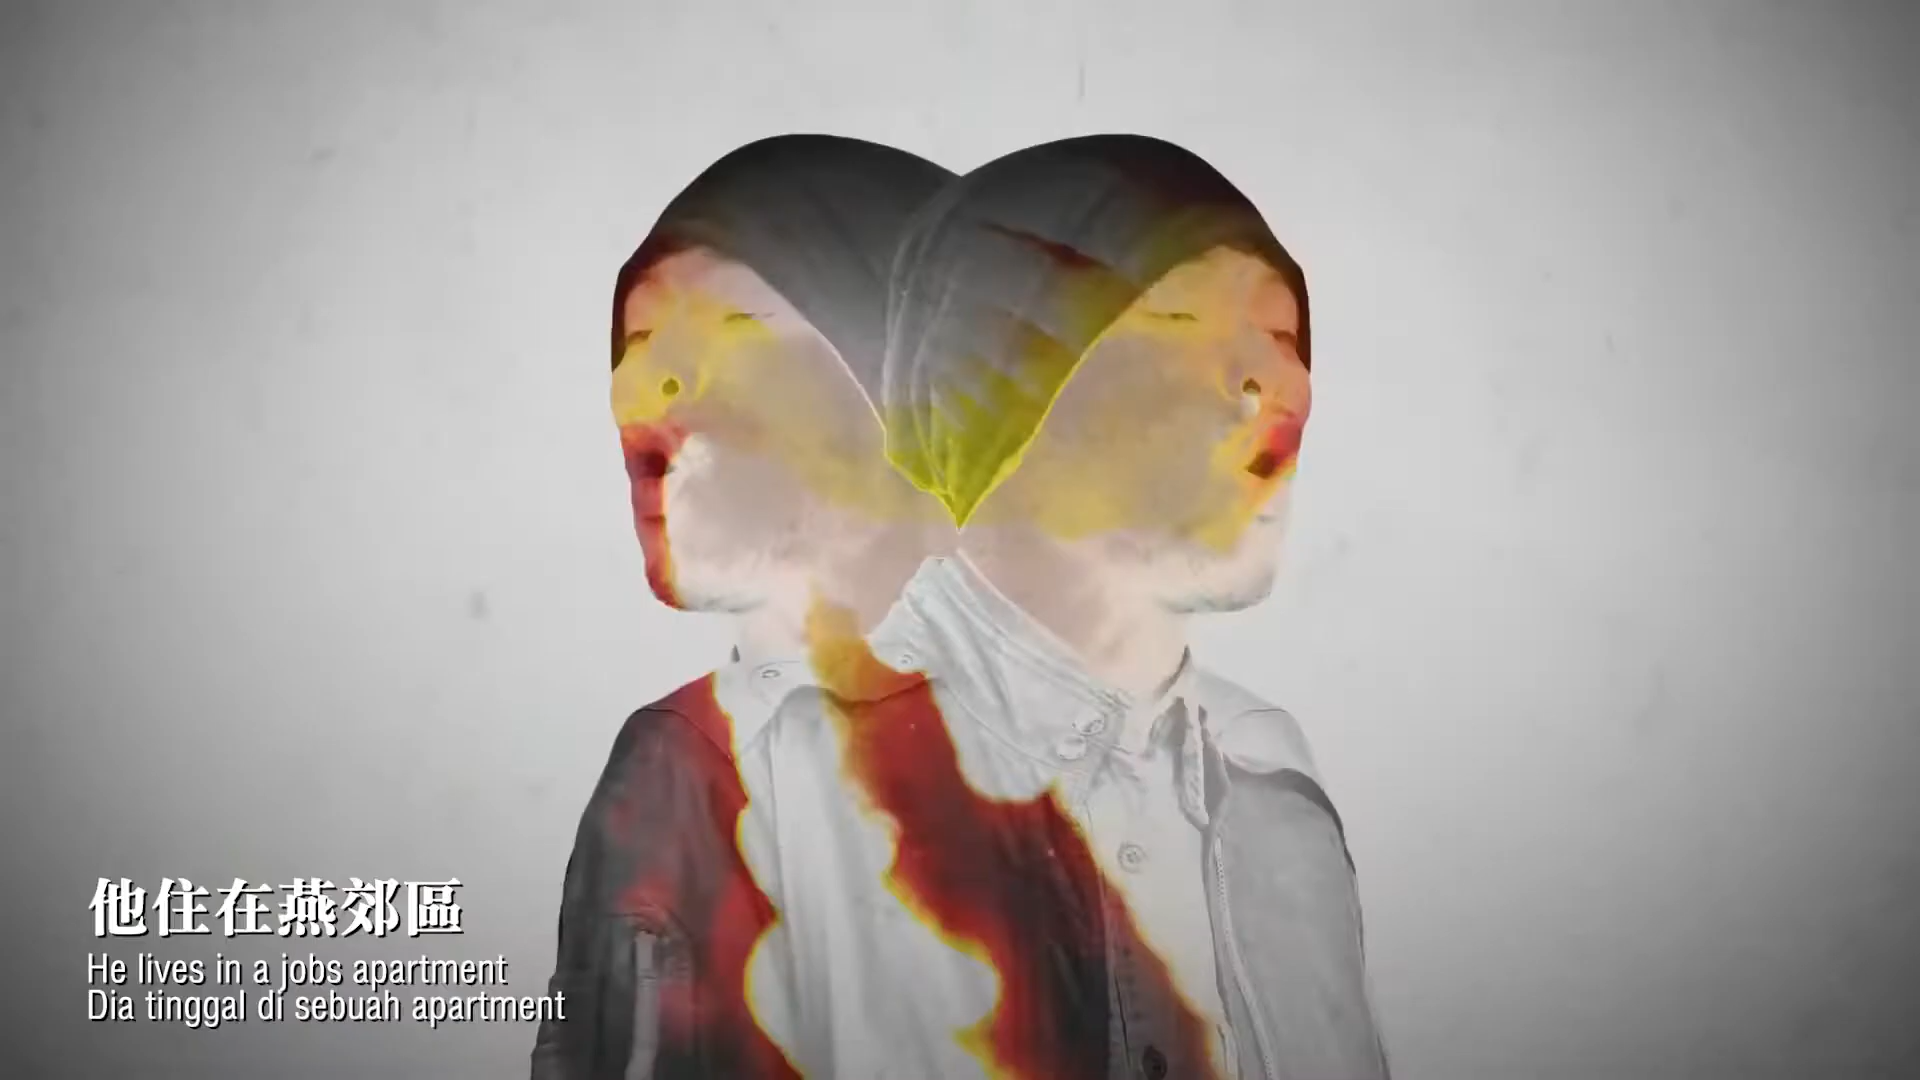 他住在燕郊區
He lives in a jobs apartment
Dia tinggal di sebuah apartment